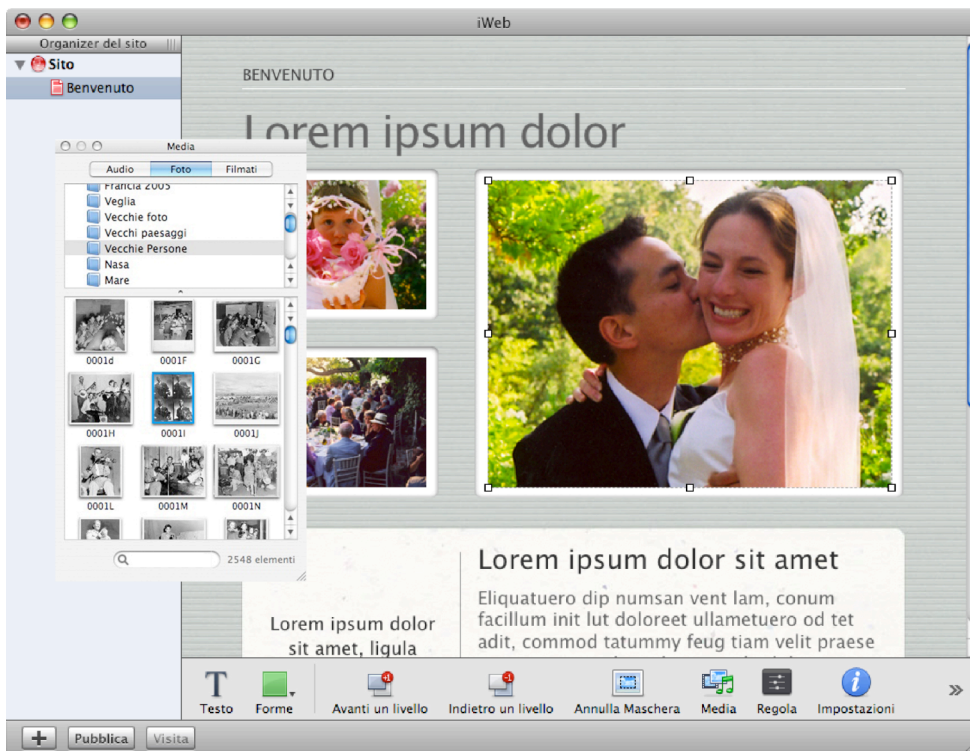 iWeb
Organizer del sito
Sito
Benvenuto
BENVENUTO
Lorem ipsum dolor
Media
Audio Foto Filmati
Francia 2005
Veglia
Vecchie foto
Vecchi paesaggi
Vecchie Persone
Nasa
Mare
0001d 0001F 0001G
0001H 0001I 0001J
0001L 0001M 0001N
2548 elementi
Lorem ipsum dolor
sit amet, ligula
Lorem ipsum dolor sit amet
Eliquatuero dip numsan vent lam, conum
facillum init lut doloreet ullametuero od tet
adit, commod tatummy feug tiam velit praese
T
Testo Forme Avanti un livello Indietro un livello Annulla Maschera Media Regola Impostazioni
+ Pubblica Visita